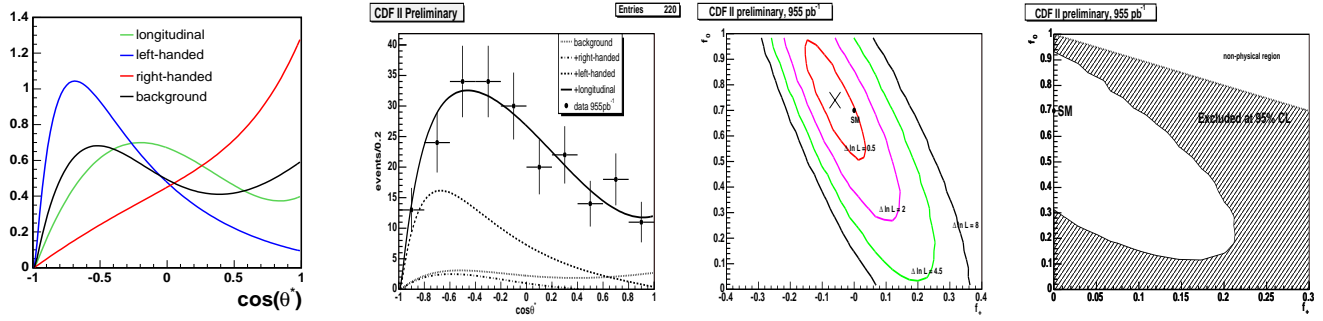 1.4
1.2
1
0.8
0.6
0.4
0.2
0
-1 -0.5 0 0.5 1
cos(θ*)
longitudinal
left-handed
right-handed
background
CDF II Preliminary
Entries 220
40
35
30
25
20
15
10
5
0
events/0.2
-1 -0.8 -0.6 -0.4 -0.2 0 0.2 0.4 0.6 0.8 1
cosθ*
background
+right-handed
+left-handed
+longitudinal
data 955pb⁻¹
CDF II preliminary, 955 pb⁻¹
f₀
1
0.9
0.8
0.7
0.6
0.5
0.4
0.3
0.2
0.1
0
-0.4 -0.3 -0.2 -0.1 -0 0.1 0.2 0.3 0.4
f₊
SM
Δ ln L = 0.5
Δ ln L = 2
Δ ln L = 8
Δ ln L = 4.5
CDF II preliminary, 955 pb⁻¹
f₀
1
0.9
0.8
0.7
0.6
0.5
0.4
0.3
0.2
0.1
0
0 0.05 0.1 0.15 0.2 0.25 0.3
f₊
non-physical region
SM
Excluded at 95% CL